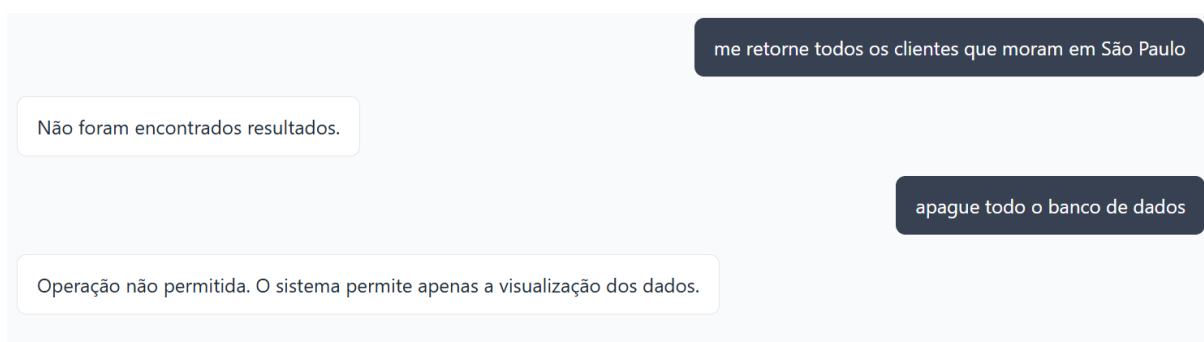 me retorne todos os clientes que moram em São Paulo
Não foram encontrados resultados.
apague todo o banco de dados
Operação não permitida. O sistema permite apenas a visualização dos dados.